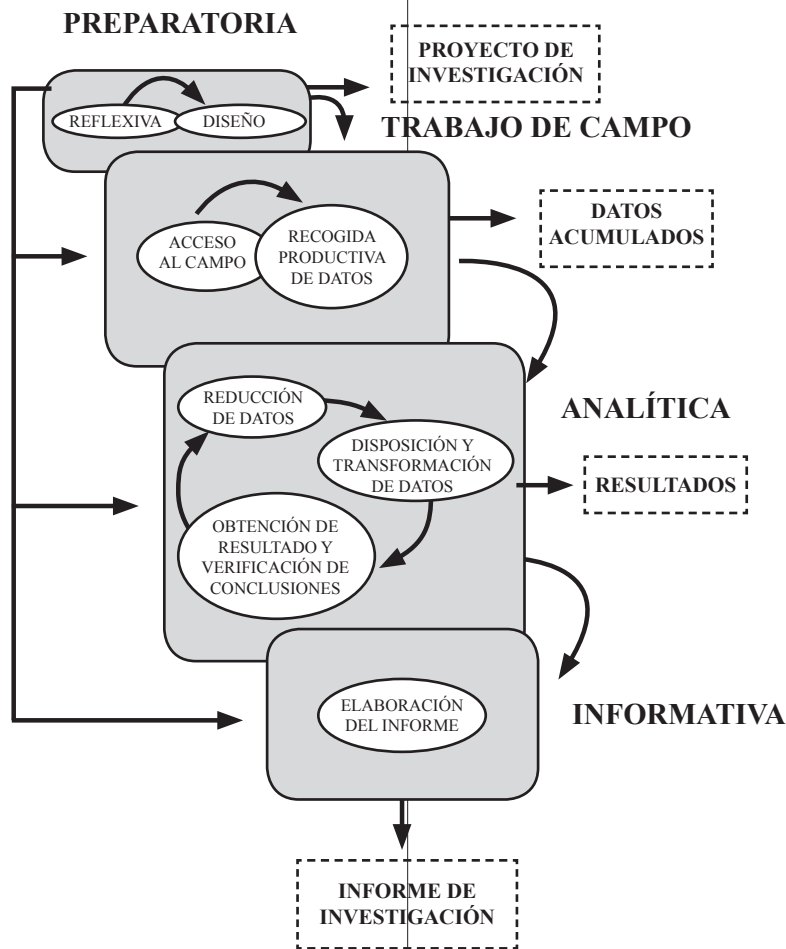 PREPARATORIA
PROYECTO DE
INVESTIGACIÓN
REFLEXIVA
DISEÑO
TRABAJO DE CAMPO
ACCESO
AL CAMPO
RECOGIDA
PRODUCTIVA
DE DATOS
DATOS
ACUMULADOS
REDUCCIÓN
DE DATOS
ANALÍTICA
DISPOSICIÓN Y
TRANSFORMACIÓN
DE DATOS
RESULTADOS
OBTENCIÓN DE
RESULTADO Y
VERIFICACIÓN DE
CONCLUSIONES
ELABORACIÓN
DEL INFORME
INFORMATIVA
INFORME DE
INVESTIGACIÓN